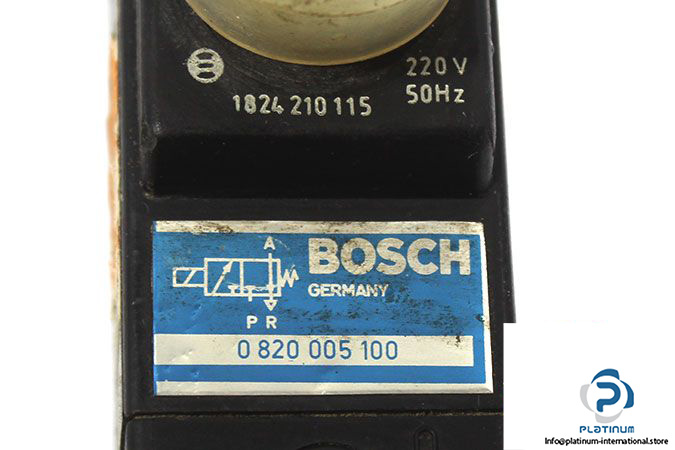 220 V
50Hz
1824 210 115
A
BOSCH
GERMANY
P R
0 820 005 100
PLATINUM
info@platinum-international.store